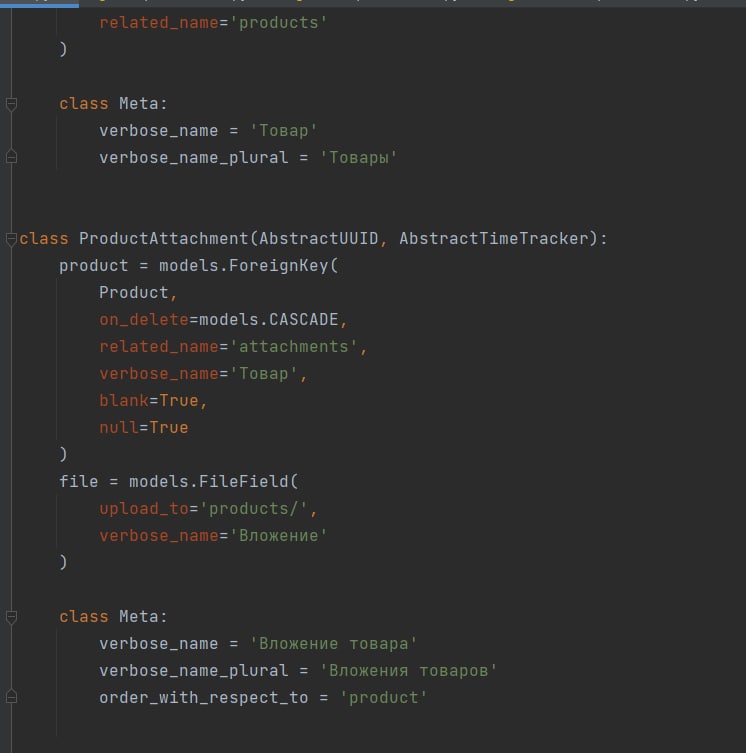 related_name='products'
)
class Meta:
verbose_name = 'Товар'
verbose_name_plural = 'Товары'
class ProductAttachment(AbstractUUID, AbstractTimeTracker):
product = models.ForeignKey(
Product,
on_delete=models.CASCADE,
related_name='attachments',
verbose_name='Товар',
blank=True,
null=True
)
file = models.FileField(
upload_to='products/',
verbose_name='Вложение'
)
class Meta:
verbose_name = 'Вложение товара'
verbose_name_plural = 'Вложения товаров'
order_with_respect_to = 'product'